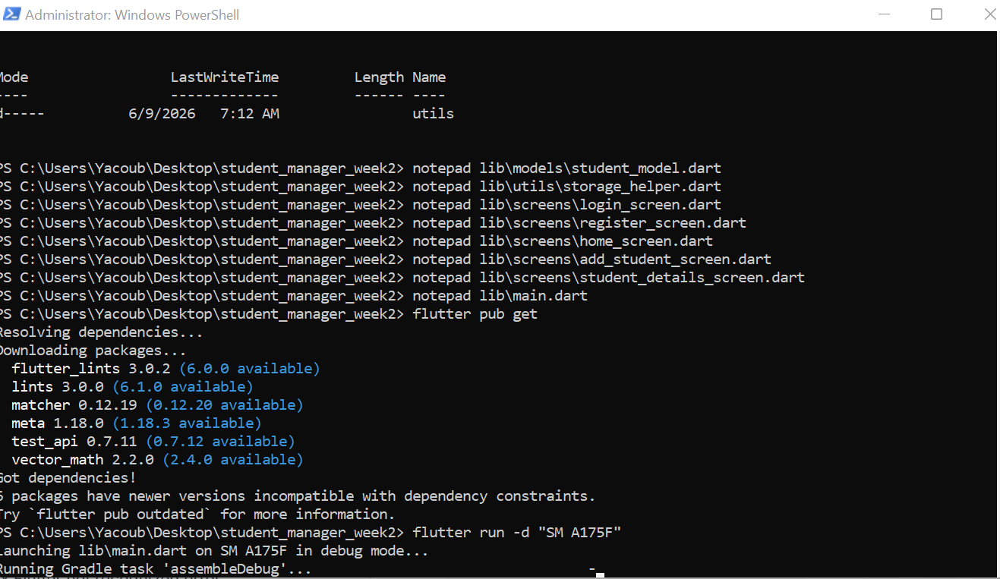 Administrator: Windows PowerShell
Mode LastWriteTime Length Name
---- ------------- ------ ----
d----- 6/9/2026 7:12 AM utils
PS C:\Users\Yacoub\Desktop\student_manager_week2> notepad lib\models\student_model.dart
PS C:\Users\Yacoub\Desktop\student_manager_week2> notepad lib\utils\storage_helper.dart
PS C:\Users\Yacoub\Desktop\student_manager_week2> notepad lib\screens\login_screen.dart
PS C:\Users\Yacoub\Desktop\student_manager_week2> notepad lib\screens\register_screen.dart
PS C:\Users\Yacoub\Desktop\student_manager_week2> notepad lib\screens\home_screen.dart
PS C:\Users\Yacoub\Desktop\student_manager_week2> notepad lib\screens\add_student_screen.dart
PS C:\Users\Yacoub\Desktop\student_manager_week2> notepad lib\screens\student_details_screen.dart
PS C:\Users\Yacoub\Desktop\student_manager_week2> notepad lib\main.dart
PS C:\Users\Yacoub\Desktop\student_manager_week2> flutter pub get
Resolving dependencies...
Downloading packages...
flutter_lints 3.0.2 (6.0.0 available)
lints 3.0.0 (6.1.0 available)
matcher 0.12.19 (0.12.20 available)
meta 1.18.0 (1.18.3 available)
test_api 0.7.11 (0.7.12 available)
vector_math 2.2.0 (2.4.0 available)
Got dependencies!
6 packages have newer versions incompatible with dependency constraints.
Try `flutter pub outdated` for more information.
PS C:\Users\Yacoub\Desktop\student_manager_week2> flutter run -d "SM A175F"
Launching lib\main.dart on SM A175F in debug mode...
Running Gradle task 'assembleDebug'... -